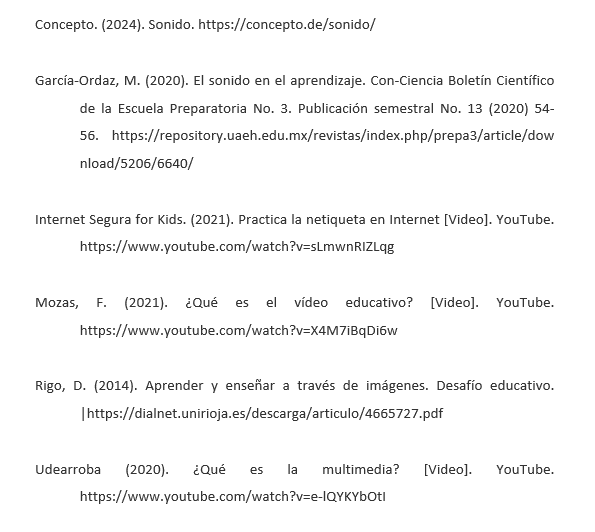 Concepto. (2024). Sonido. https://concepto.de/sonido/
García-Ordaz, M. (2020). El sonido en el aprendizaje. Con-Ciencia Boletín Científico
de la Escuela Preparatoria No. 3. Publicación semestral No. 13 (2020) 54-
56. https://repository.uaeh.edu.mx/revistas/index.php/prepa3/article/dow
nload/5206/6640/
Internet Segura for Kids. (2021). Practica la netiqueta en Internet [Video]. YouTube.
https://www.youtube.com/watch?v=sLmwnRIZLqg
Mozas, F. (2021). ¿Qué es el vídeo educativo? [Video]. YouTube.
https://www.youtube.com/watch?v=X4M7iBqDi6w
Rigo, D. (2014). Aprender y enseñar a través de imágenes. Desafío educativo.
|https://dialnet.unirioja.es/descarga/articulo/4665727.pdf
Udearroba (2020). ¿Qué es la multimedia? [Video]. YouTube.
https://www.youtube.com/watch?v=e-lQYKYbOtI